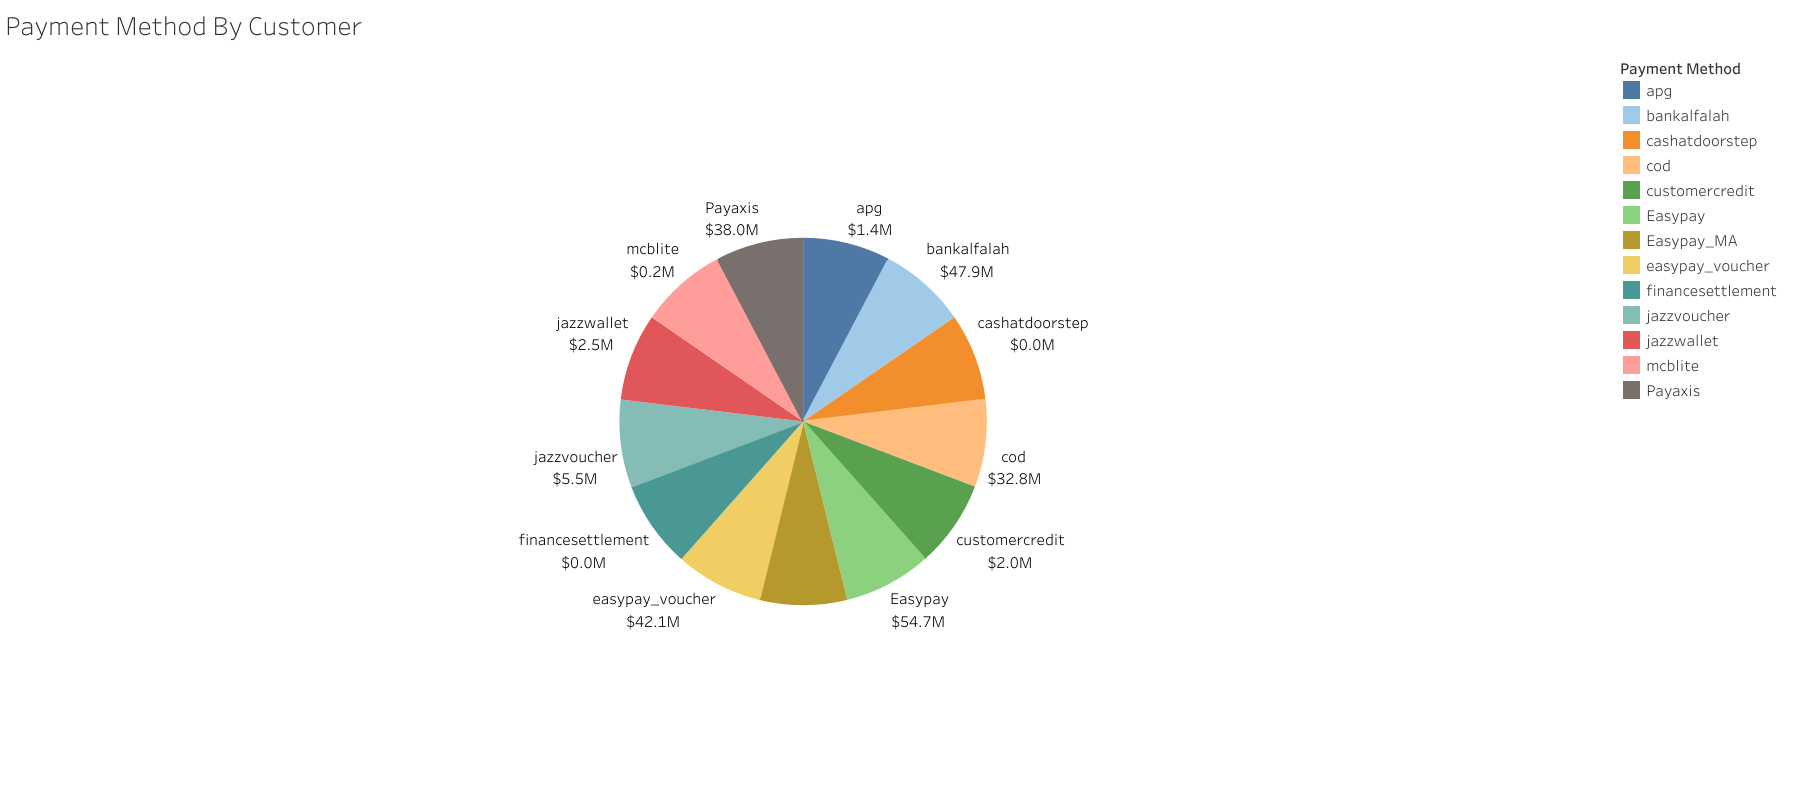 Payment Method By Customer
Payment Method
apg
bankalfalah
cashatdoorstep
cod
customercredit
Easypay
Easypay_MA
easypay_voucher
financesettlement
jazzvoucher
jazzwallet
mcblite
Payaxis
Payaxis
$38.0M
apg
$1.4M
mcblite
$0.2M
bankalfalah
$47.9M
jazzwallet
$2.5M
cashatdoorstep
$0.0M
jazzvoucher
$5.5M
cod
$32.8M
financesettlement
$0.0M
customercredit
$2.0M
easypay_voucher
$42.1M
Easypay
$54.7M